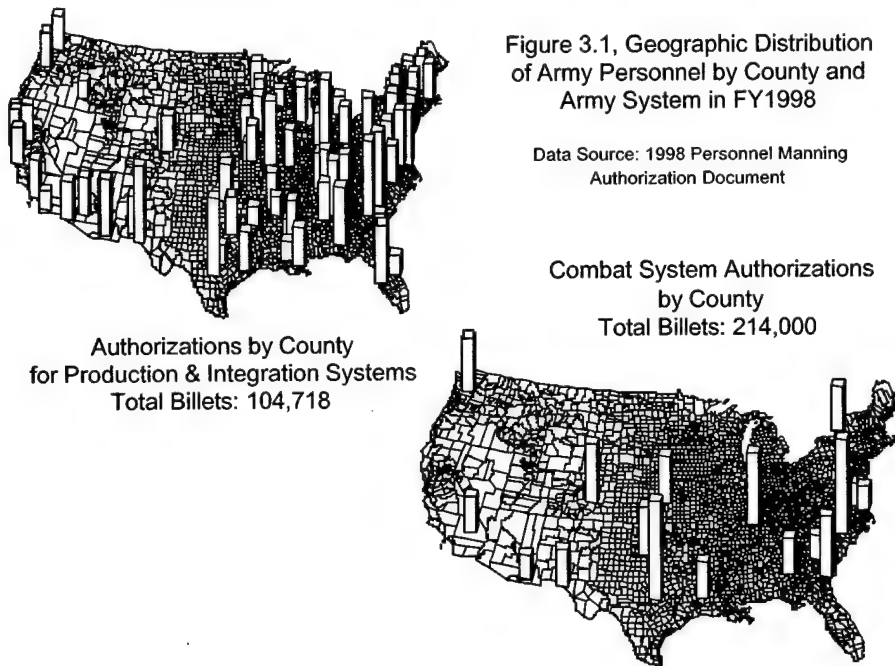 Figure 3.1, Geographic Distribution
of Army Personnel by County and
Army System in FY1998
Data Source: 1998 Personnel Manning
Authorization Document
Authorizations by County
for Production & Integration Systems
Total Billets: 104,718
Combat System Authorizations
by County
Total Billets: 214,000